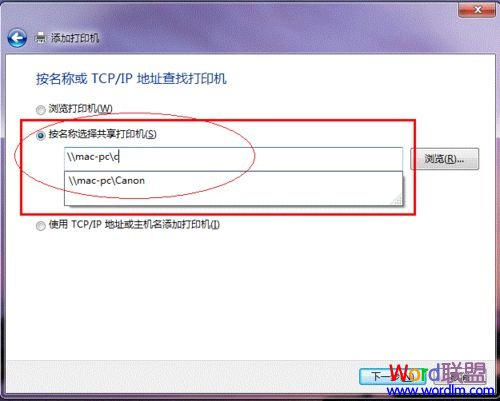 添加打印机
按名称或 TCP/IP 地址查找打印机
浏览打印机(W)
按名称选择共享打印机(S)
\\mac-pc\c
浏览(R)...
\\mac-pc\Canon
使用 TCP/IP 地址或主机名添加打印机(I)
下一步(N)
Word联盟
www.wordlm.com